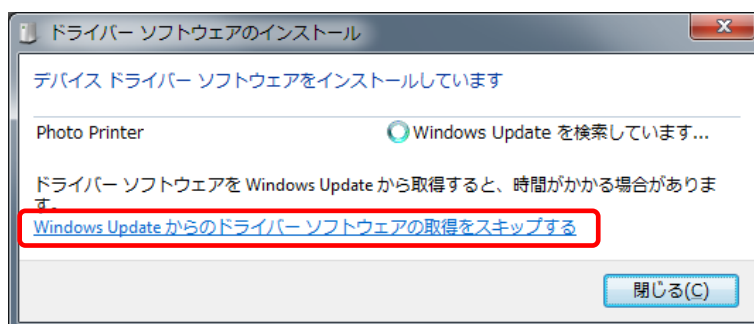 ドライバー ソフトウェアのインストール
デバイス ドライバー ソフトウェアをインストールしています
Photo Printer
Windows Update を検索しています...
ドライバー ソフトウェアを Windows Update から取得すると、時間がかかる場合がありま
す。
Windows Update からのドライバー ソフトウェアの取得をスキップする
閉じる(C)